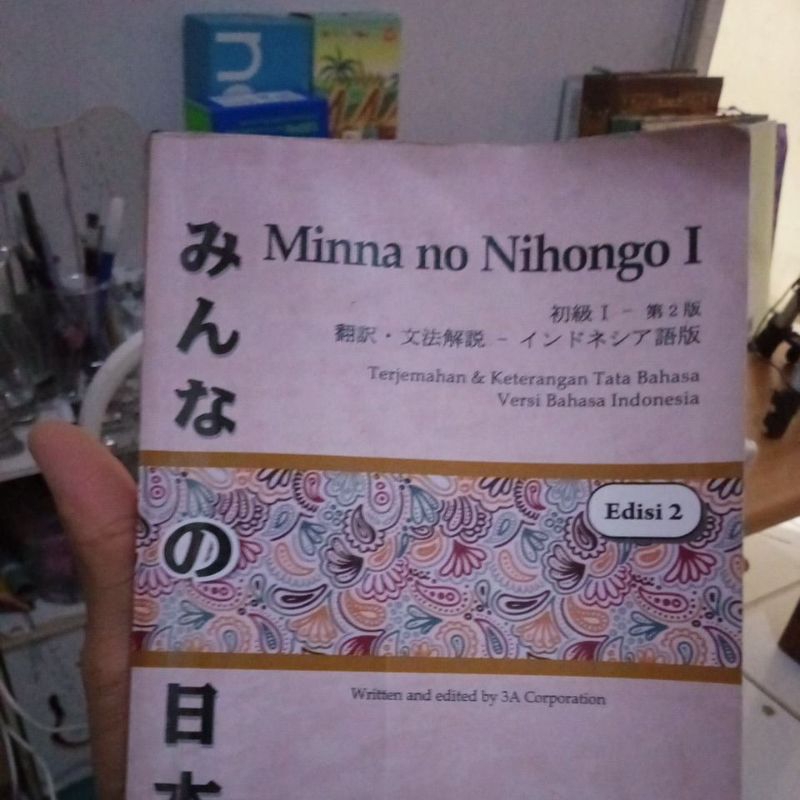 Minna no Nihongo I
初級 I - 第2版
翻訳・文法解説 - インドネシア語版
Terjemahan & Keterangan Tata Bahasa
Versi Bahasa Indonesia
みんなの日本
Edisi 2
Written and edited by 3A Corporation